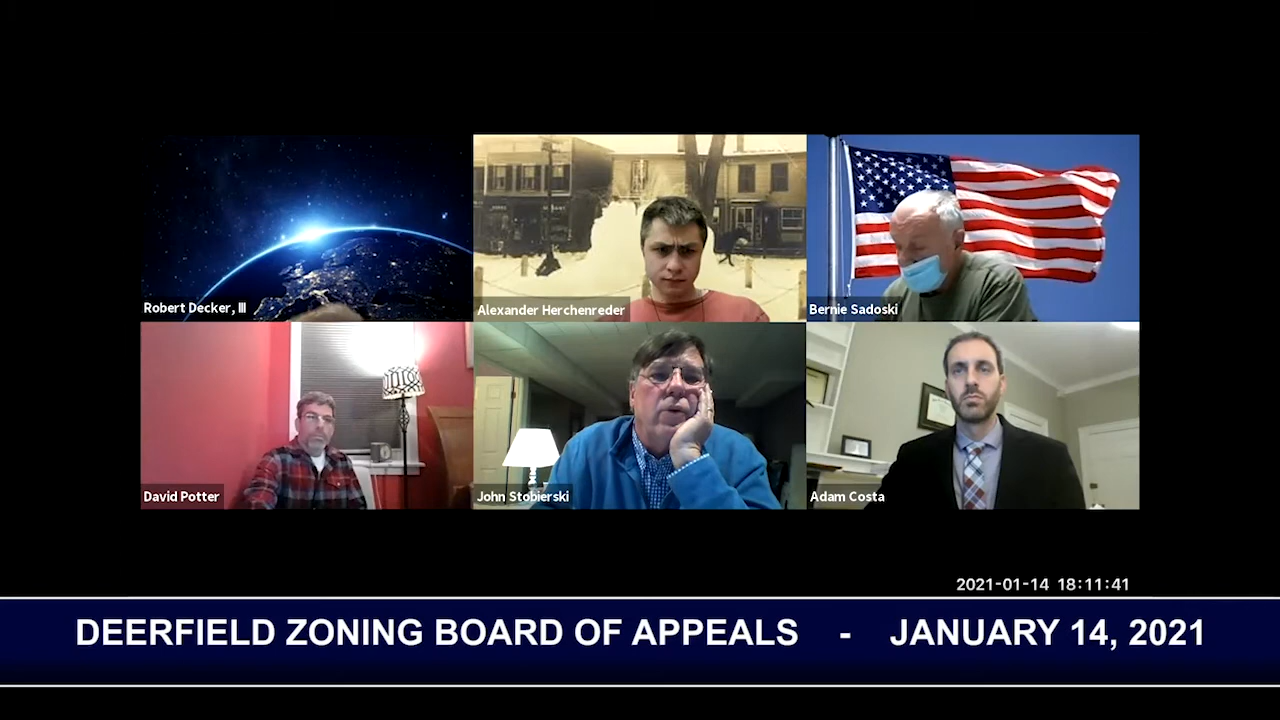 Robert Decker, III
Alexander Herchenreder
Bernie Sadoski
David Potter
John Stobierski
Adam Costa
2021-01-14 18:11:41
DEERFIELD ZONING BOARD OF APPEALS - JANUARY 14, 2021